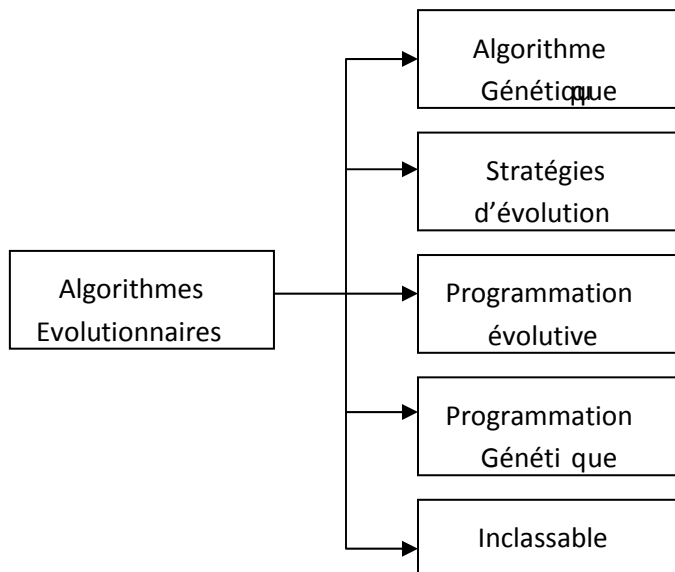 Algorithme
Génétique
Stratégies
d'évolution
Algorithmes
Evolutionnaires
Programmation
évolutive
Programmation
Généti que
Inclassable